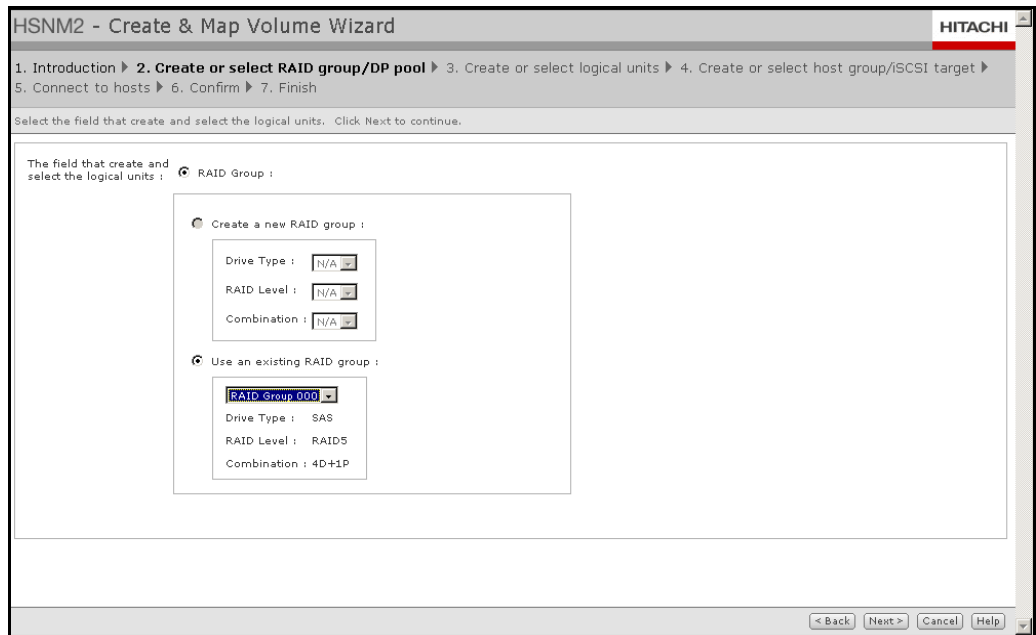 HSNM2 - Create & Map Volume Wizard
HITACHI
1. Introduction 2. Create or select RAID group/DP pool 3. Create or select logical units 4. Create or select host group/iSCSI target
5. Connect to hosts 6. Confirm 7. Finish
Select the field that create and select the logical units. Click Next to continue.
The field that create and
select the logical units :
RAID Group :
Create a new RAID group :
Drive Type : N/A
RAID Level : N/A
Combination : N/A
Use an existing RAID group :
RAID Group 000
Drive Type : SAS
RAID Level : RAID5
Combination : 4D+1P
< Back Next > Cancel Help